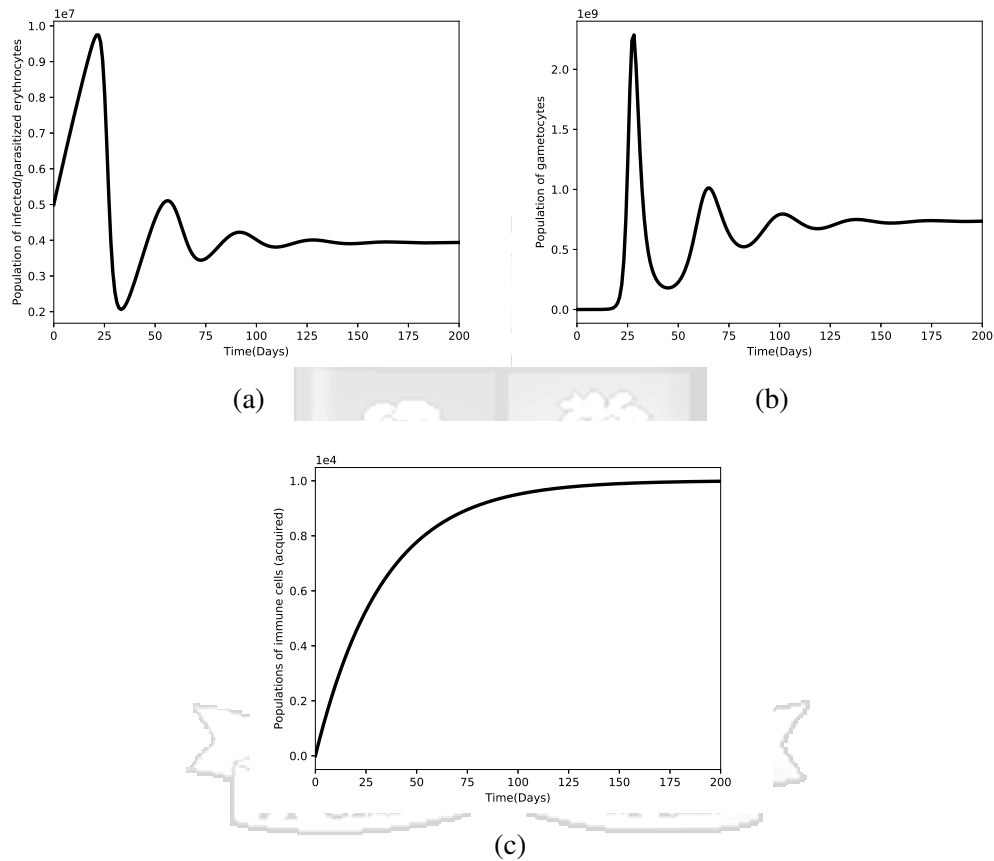 1e7
Population of infected/parasitized erythrocytes
1.0
0.9
0.8
0.7
0.6
0.5
0.4
0.3
0.2
0 25 50 75 100 125 150 175 200
Time(Days)
(a)
1e9
Population of gametocytes
2.0
1.5
1.0
0.5
0.0
0 25 50 75 100 125 150 175 200
Time(Days)
(b)
1e4
Populations of immune cells (acquired)
1.0
0.8
0.6
0.4
0.2
0.0
0 25 50 75 100 125 150 175 200
Time(Days)
(c)